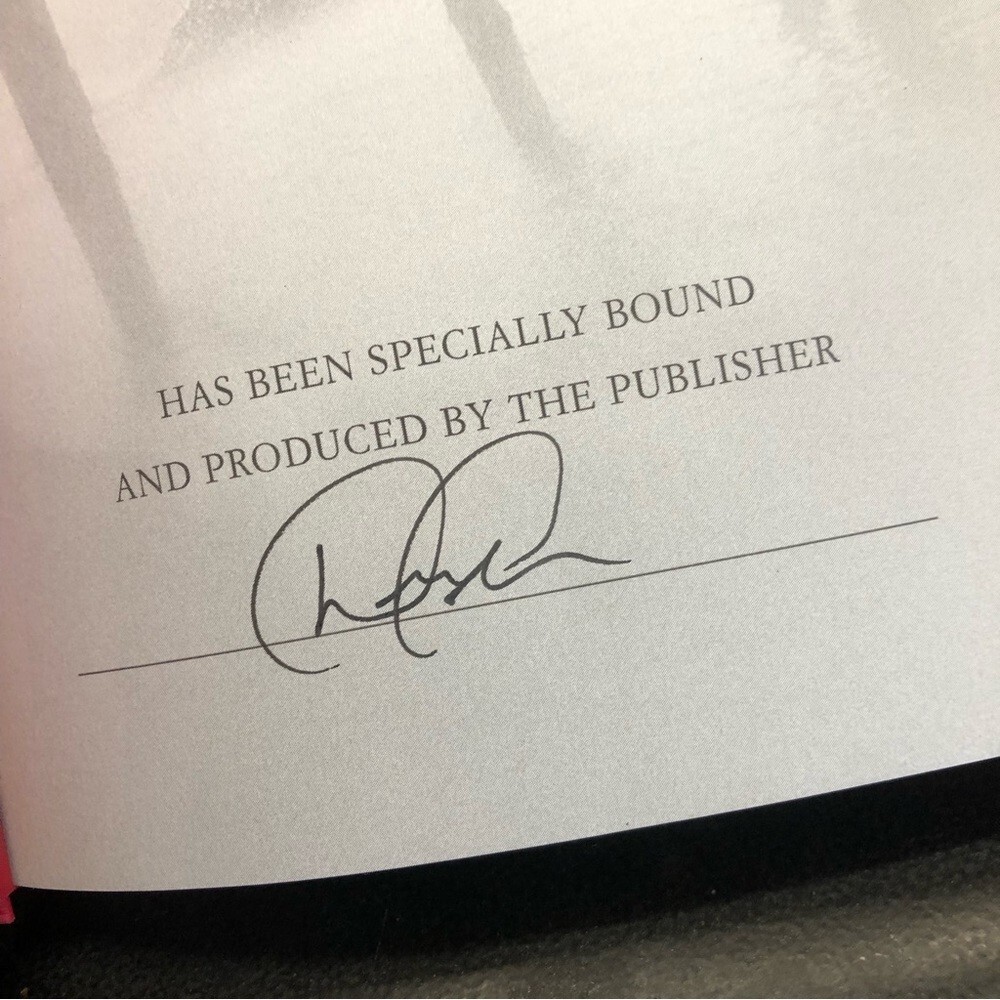 HAS BEEN SPECIALLY BOUND
AND PRODUCED BY THE PUBLISHER